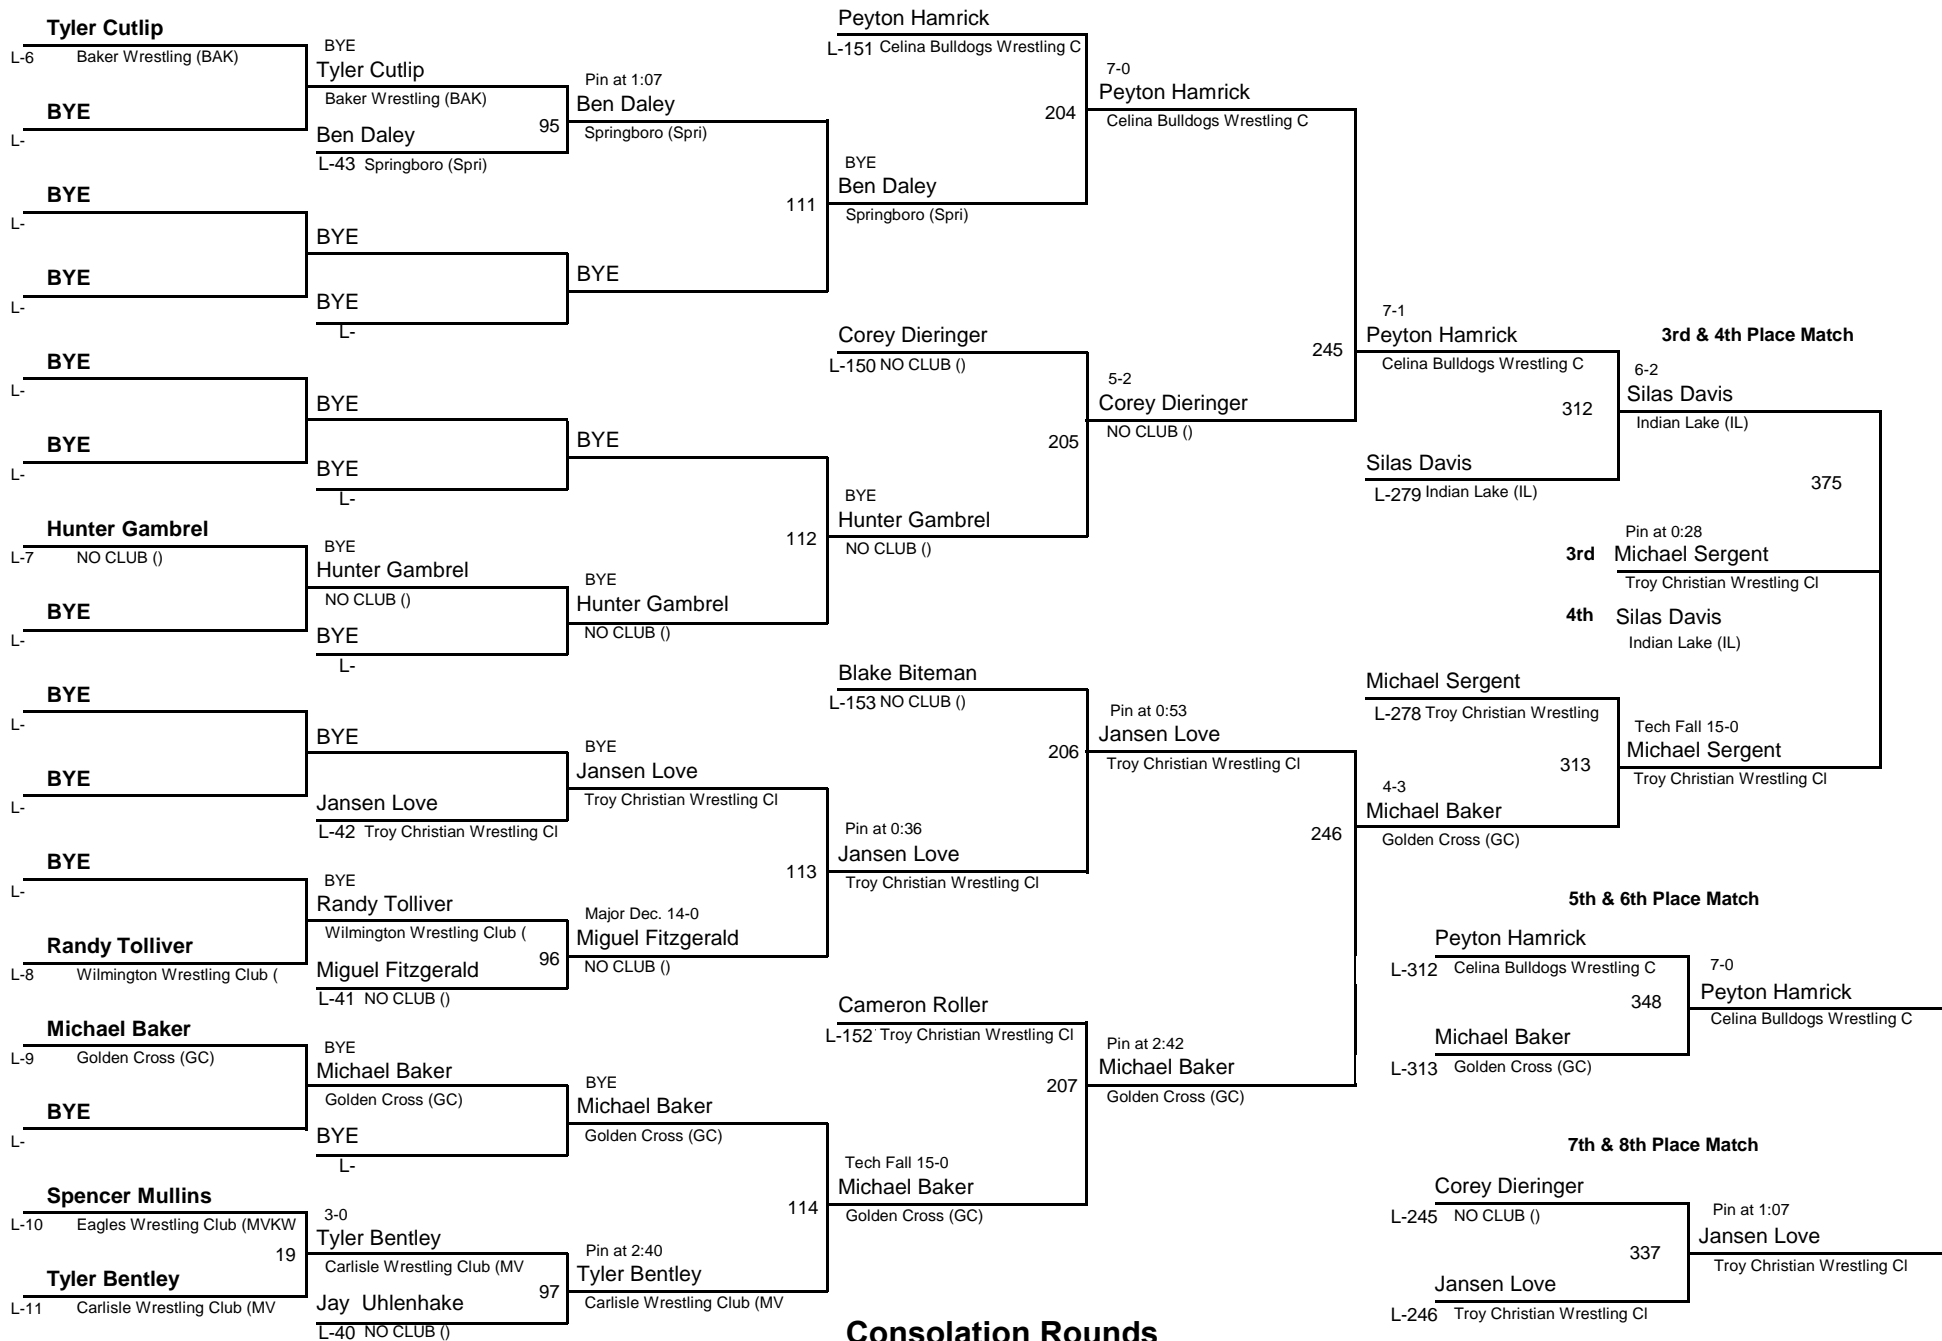 Tyler Cutlip
L-6 Baker Wrestling (BAK)
BYE
L-
BYE
L-
BYE
L-
BYE
L-
BYE
L-
Hunter Gambrel
L-7 NO CLUB ()
BYE
L-
BYE
L-
BYE
L-
BYE
L-
Randy Tolliver
L-8 Wilmington Wrestling Club (
Michael Baker
L-9 Golden Cross (GC)
BYE
L-
Spencer Mullins
L-10 Eagles Wrestling Club (MVKW
19
Tyler Bentley
L-11 Carlisle Wrestling Club (MV
BYE
Tyler Cutlip
Baker Wrestling (BAK)
95
Ben Daley
L-43 Springboro (Spri)
BYE
BYE
L-
BYE
BYE
L-
BYE
Hunter Gambrel
NO CLUB ()
BYE
L-
BYE
Jansen Love
L-42 Troy Christian Wrestling Cl
BYE
Randy Tolliver
Wilmington Wrestling Club (
96
Miguel Fitzgerald
L-41 NO CLUB ()
BYE
Michael Baker
Golden Cross (GC)
BYE
L-
3-0
Tyler Bentley
Carlisle Wrestling Club (MV
97
Jay Uhlenhake
L-40 NO CLUB ()
Pin at 1:07
Ben Daley
Springboro (Spri)
111
BYE
BYE
112
BYE
Hunter Gambrel
NO CLUB ()
BYE
Jansen Love
Troy Christian Wrestling Cl
113
Major Dec. 14-0
Miguel Fitzgerald
NO CLUB ()
BYE
Michael Baker
Golden Cross (GC)
114
Pin at 2:40
Tyler Bentley
Carlisle Wrestling Club (MV
Peyton Hamrick
L-151 Celina Bulldogs Wrestling C
204
BYE
Ben Daley
Springboro (Spri)
Corey Dieringer
L-150 NO CLUB ()
205
BYE
Hunter Gambrel
NO CLUB ()
Blake Biteman
L-153 NO CLUB ()
206
Pin at 0:36
Jansen Love
Troy Christian Wrestling Cl
Cameron Roller
L-152 Troy Christian Wrestling Cl
207
Tech Fall 15-0
Michael Baker
Golden Cross (GC)
7-0
Peyton Hamrick
Celina Bulldogs Wrestling C
245
5-2
Corey Dieringer
NO CLUB ()
Pin at 0:53
Jansen Love
Troy Christian Wrestling Cl
246
Pin at 2:42
Michael Baker
Golden Cross (GC)
7-1
Peyton Hamrick
Celina Bulldogs Wrestling C
312
Silas Davis
L-279 Indian Lake (IL)
Michael Sergent
L-278 Troy Christian Wrestling
313
4-3
Michael Baker
Golden Cross (GC)
3rd & 4th Place Match
6-2
Silas Davis
Indian Lake (IL)
375
Pin at 0:28
3rd Michael Sergent
Troy Christian Wrestling Cl
4th Silas Davis
Indian Lake (IL)
Tech Fall 15-0
Michael Sergent
Troy Christian Wrestling Cl
5th & 6th Place Match
Peyton Hamrick
L-312 Celina Bulldogs Wrestling C
348
Michael Baker
L-313 Golden Cross (GC)
7-0
Peyton Hamrick
Celina Bulldogs Wrestling C
7th & 8th Place Match
Corey Dieringer
L-245 NO CLUB ()
337
Jansen Love
L-246 Troy Christian Wrestling Cl
Pin at 1:07
Jansen Love
Troy Christian Wrestling Cl
Consolation Rounds